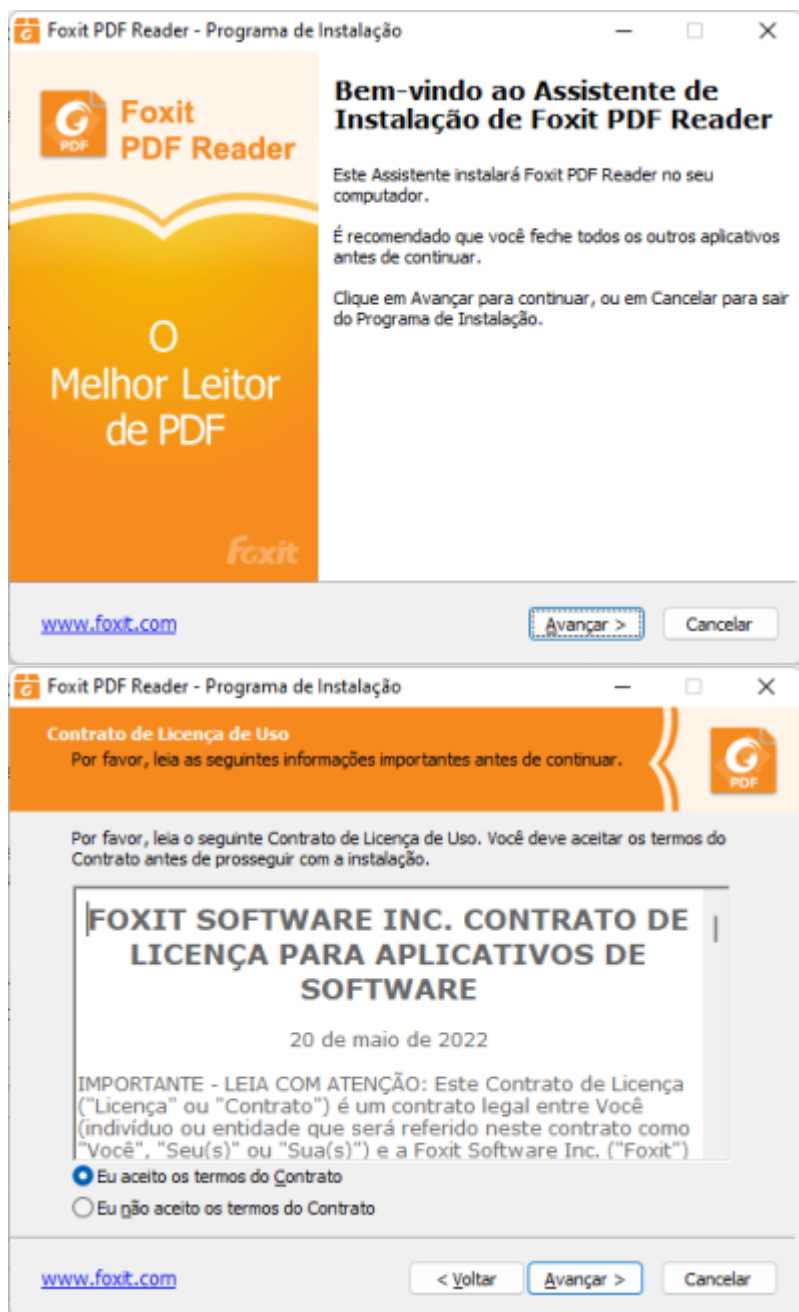 Foxit PDF Reader - Programa de Instalação
Foxit
PDF Reader
PDF
O
Melhor Leitor
de PDF
foxit
Bem-vindo ao Assistente de
Instalação de Foxit PDF Reader
Este Assistente instalará Foxit PDF Reader no seu
computador.
É recomendado que você feche todos os outros aplicativos
antes de continuar.
Clique em Avançar para continuar, ou em Cancelar para sair
do Programa de Instalação.
www.foxit.com
Avançar >
Cancelar
Foxit PDF Reader - Programa de Instalação
Contrato de Licença de Uso
Por favor, leia as seguintes informações importantes antes de continuar.
PDF
Por favor, leia o seguinte Contrato de Licença de Uso. Você deve aceitar os termos do
Contrato antes de prosseguir com a instalação.
FOXIT SOFTWARE INC. CONTRATO DE
LICENÇA PARA APLICATIVOS DE
SOFTWARE
20 de maio de 2022
IMPORTANTE - LEIA COM ATENÇÃO: Este Contrato de Licença
("Licença" ou "Contrato") é um contrato legal entre Você
(indivíduo ou entidade que será referido neste contrato como
"Você", "Seu(s)" ou "Sua(s)") e a Foxit Software Inc. ("Foxit")
Eu aceito os termos do Contrato
Eu não aceito os termos do Contrato
www.foxit.com
< Voltar
Avançar >
Cancelar